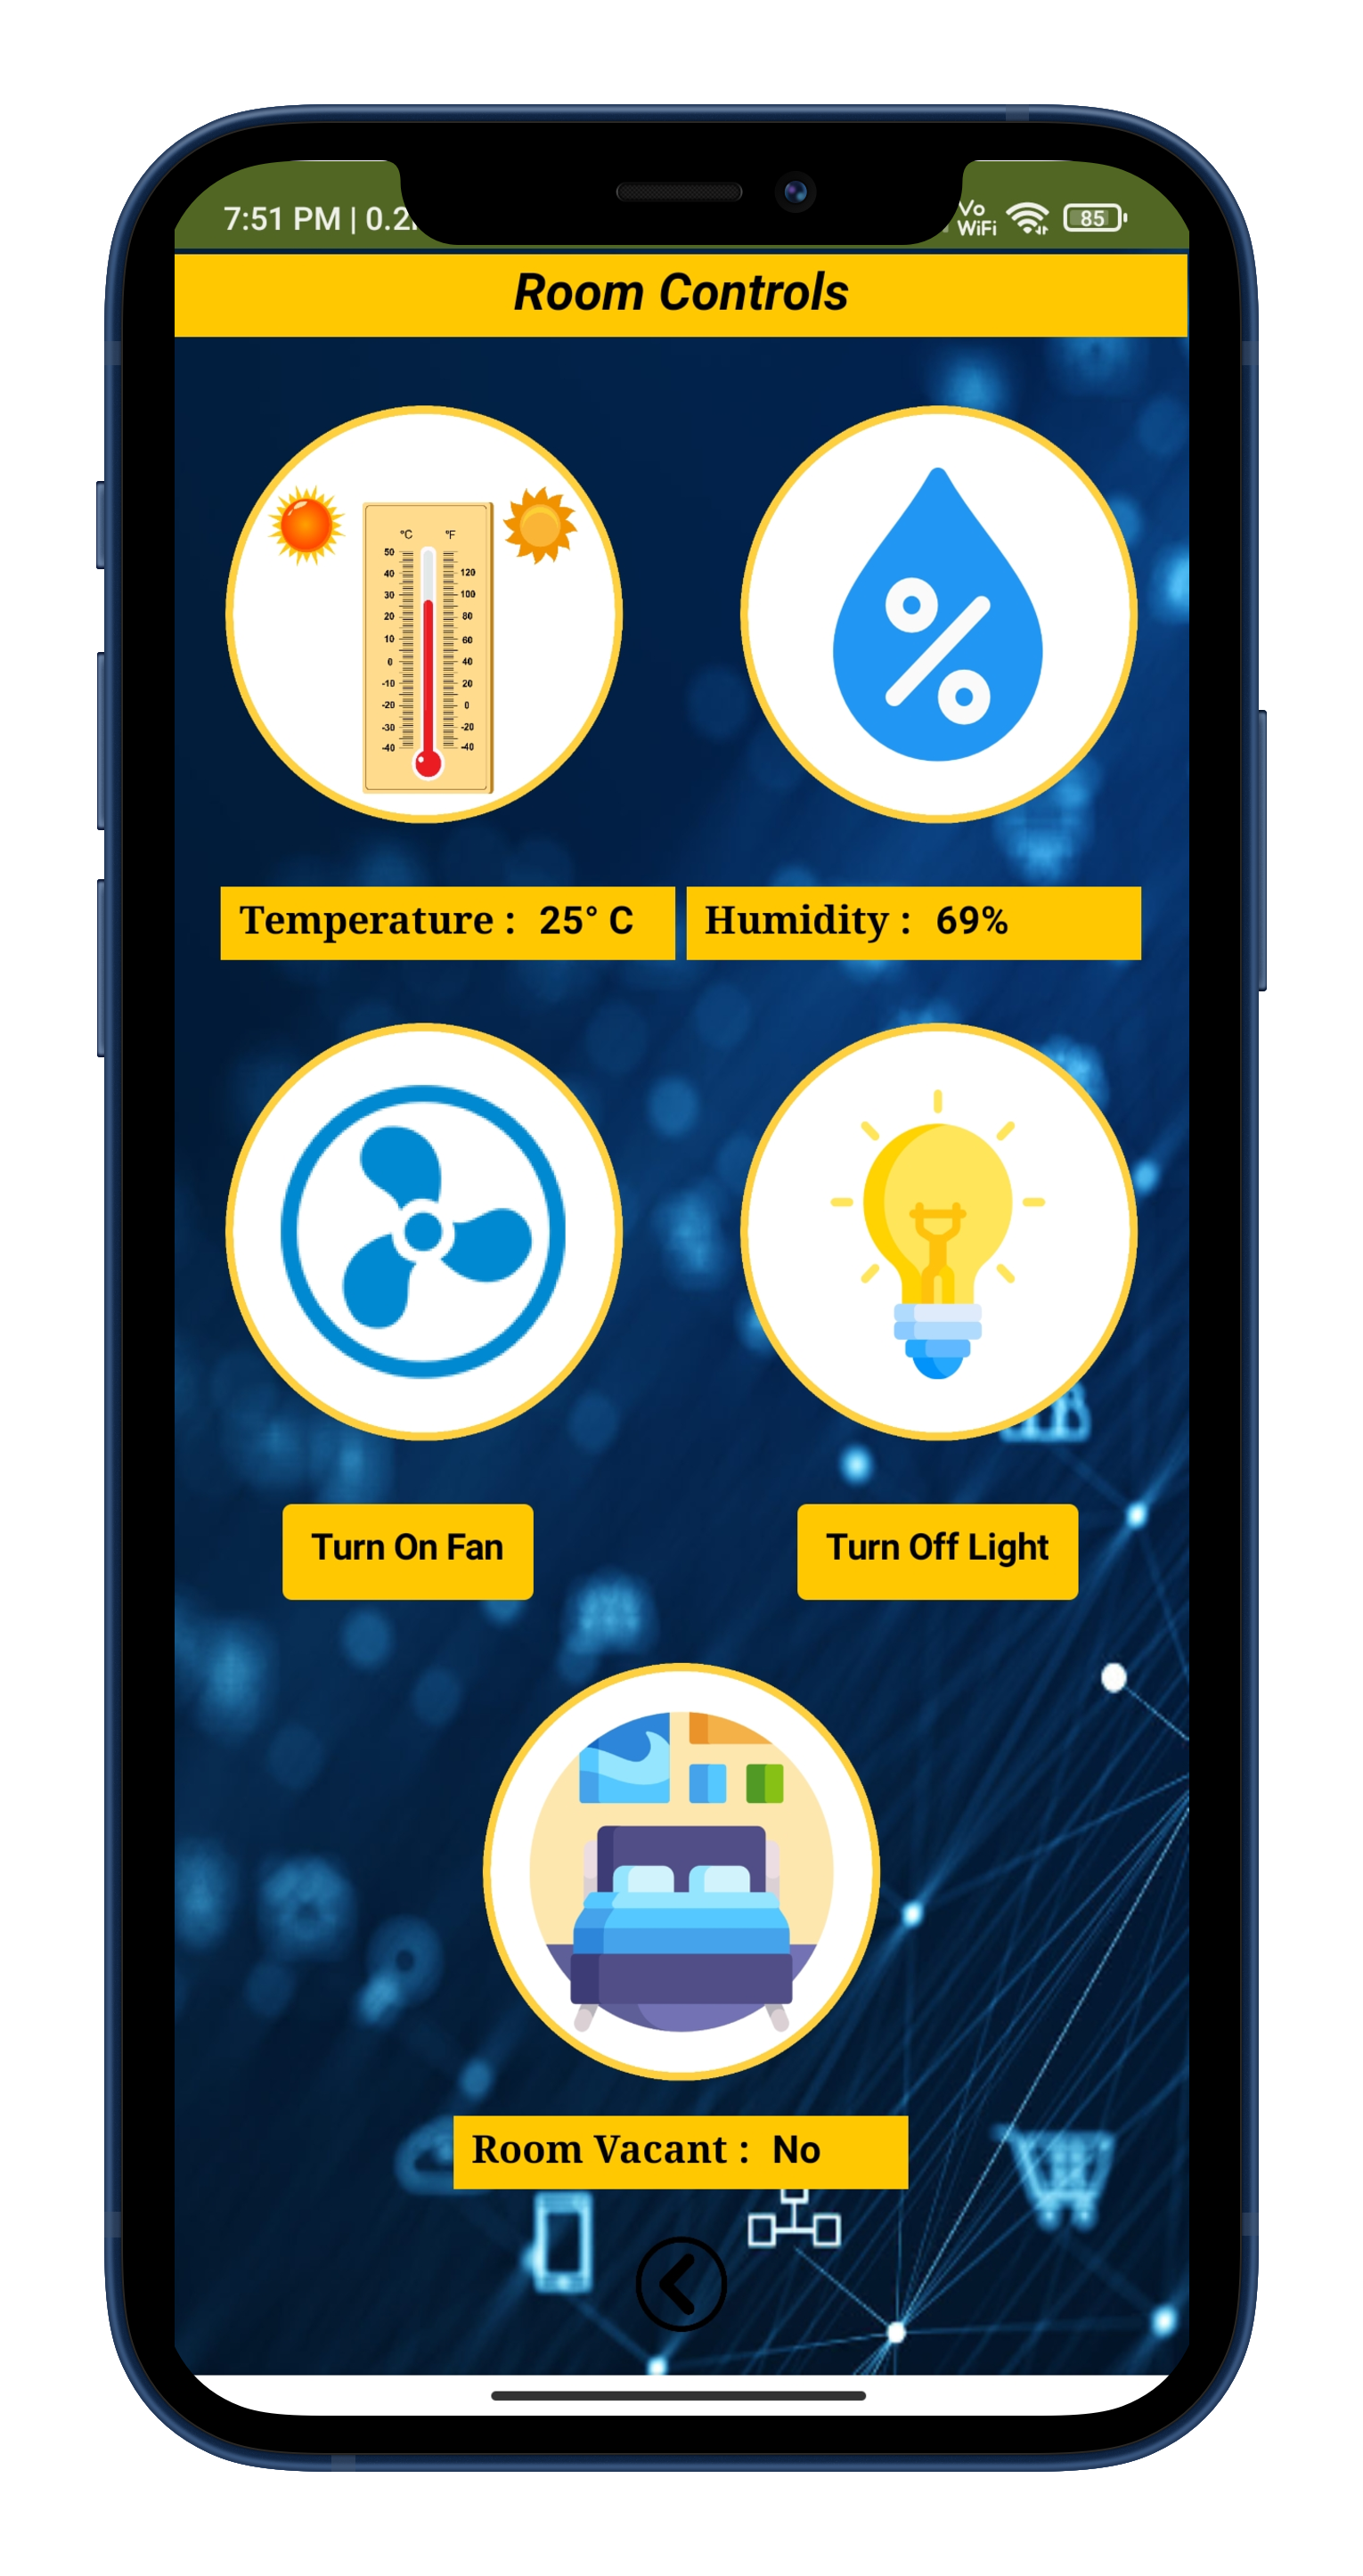 7:51 PM | 0.2
Vo
WiFi
85
Room Controls
°C °F
50
40 120
30 100
20 80
10 60
0 40
-10 20
-20 0
-30 -20
-40 -40
%
Temperature : 25° C
Humidity : 69%
Turn On Fan
Turn Off Light
Room Vacant : No